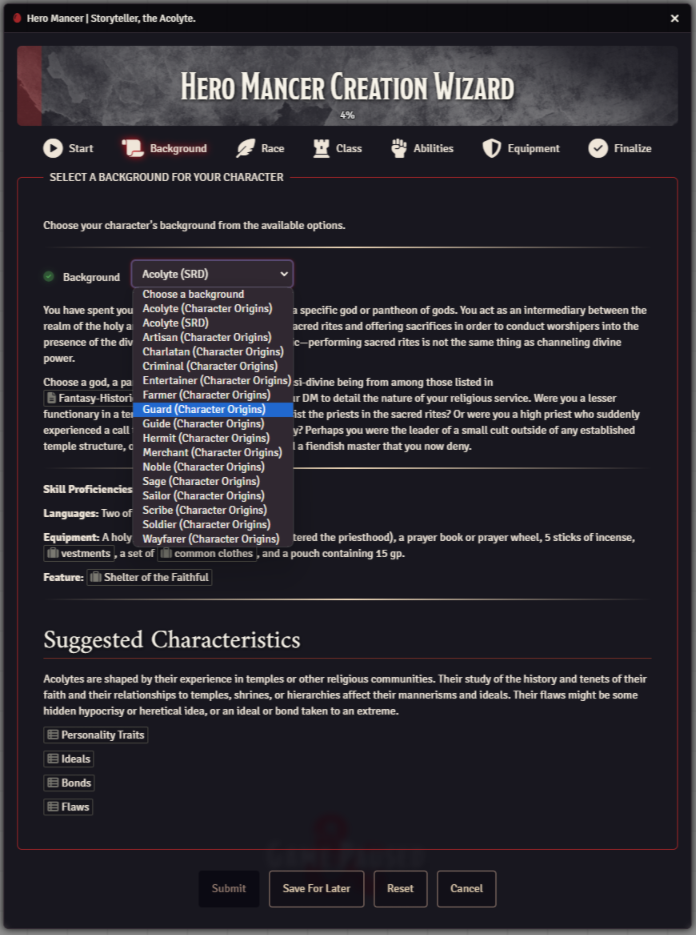 Hero Mancer | Storyteller, the Acolyte.
HERO MANCER CREATION WIZARD
4%
Start Background Race Class Abilities Equipment Finalize
SELECT A BACKGROUND FOR YOUR CHARACTER
Choose your character's background from the available options.
Background Acolyte (SRD)
Choose a background
Acolyte (Character Origins)
Acolyte (SRD)
Artisan (Character Origins)
Charlatan (Character Origins)
Criminal (Character Origins)
Entertainer (Character Origins)
Farmer (Character Origins)
Guard (Character Origins)
Guide (Character Origins)
Hermit (Character Origins)
Merchant (Character Origins)
Noble (Character Origins)
Sage (Character Origins)
Sailor (Character Origins)
Scribe (Character Origins)
Soldier (Character Origins)
Wayfarer (Character Origins)
You have spent you a specific god or pantheon of gods. You act as an intermediary between the
realm of the holy a acred rites and offering sacrifices in order to conduct worshipers into the
presence of the div c—performing sacred rites is not the same thing as channeling divine
power.
Choose a god, a pa si-divine being from among those listed in
Fantasy-Historic ur DM to detail the nature of your religious service. Were you a lesser
functionary in a ten ist the priests in the sacred rites? Or were you a high priest who suddenly
experienced a call y? Perhaps you were the leader of a small cult outside of any established
temple structure, o d a fiendish master that you now deny.
Skill Proficiencies
Languages: Two of
Equipment: A holy tered the priesthood), a prayer book or prayer wheel, 5 sticks of incense,
vestments, a set of common clothes, and a pouch containing 15 gp.
Feature: Shelter of the Faithful
Suggested Characteristics
Acolytes are shaped by their experience in temples or other religious communities. Their study of the history and tenets of their
faith and their relationships to temples, shrines, or hierarchies affect their mannerisms and ideals. Their flaws might be some
hidden hypocrisy or heretical idea, or an ideal or bond taken to an extreme.
Personality Traits
Ideals
Bonds
Flaws
Submit Save For Later Reset Cancel